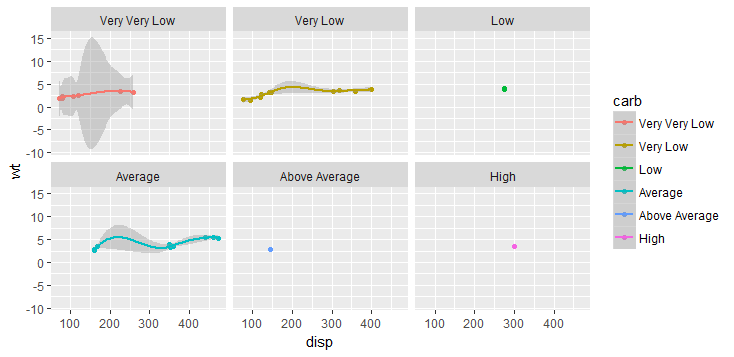 Very Very Low
Very Low
Low
15
10
5
0
-5
-10
wt
Average
Above Average
High
15
10
5
0
-5
-10
100 200 300 400
100 200 300 400
100 200 300 400
disp
carb
Very Very Low
Very Low
Low
Average
Above Average
High